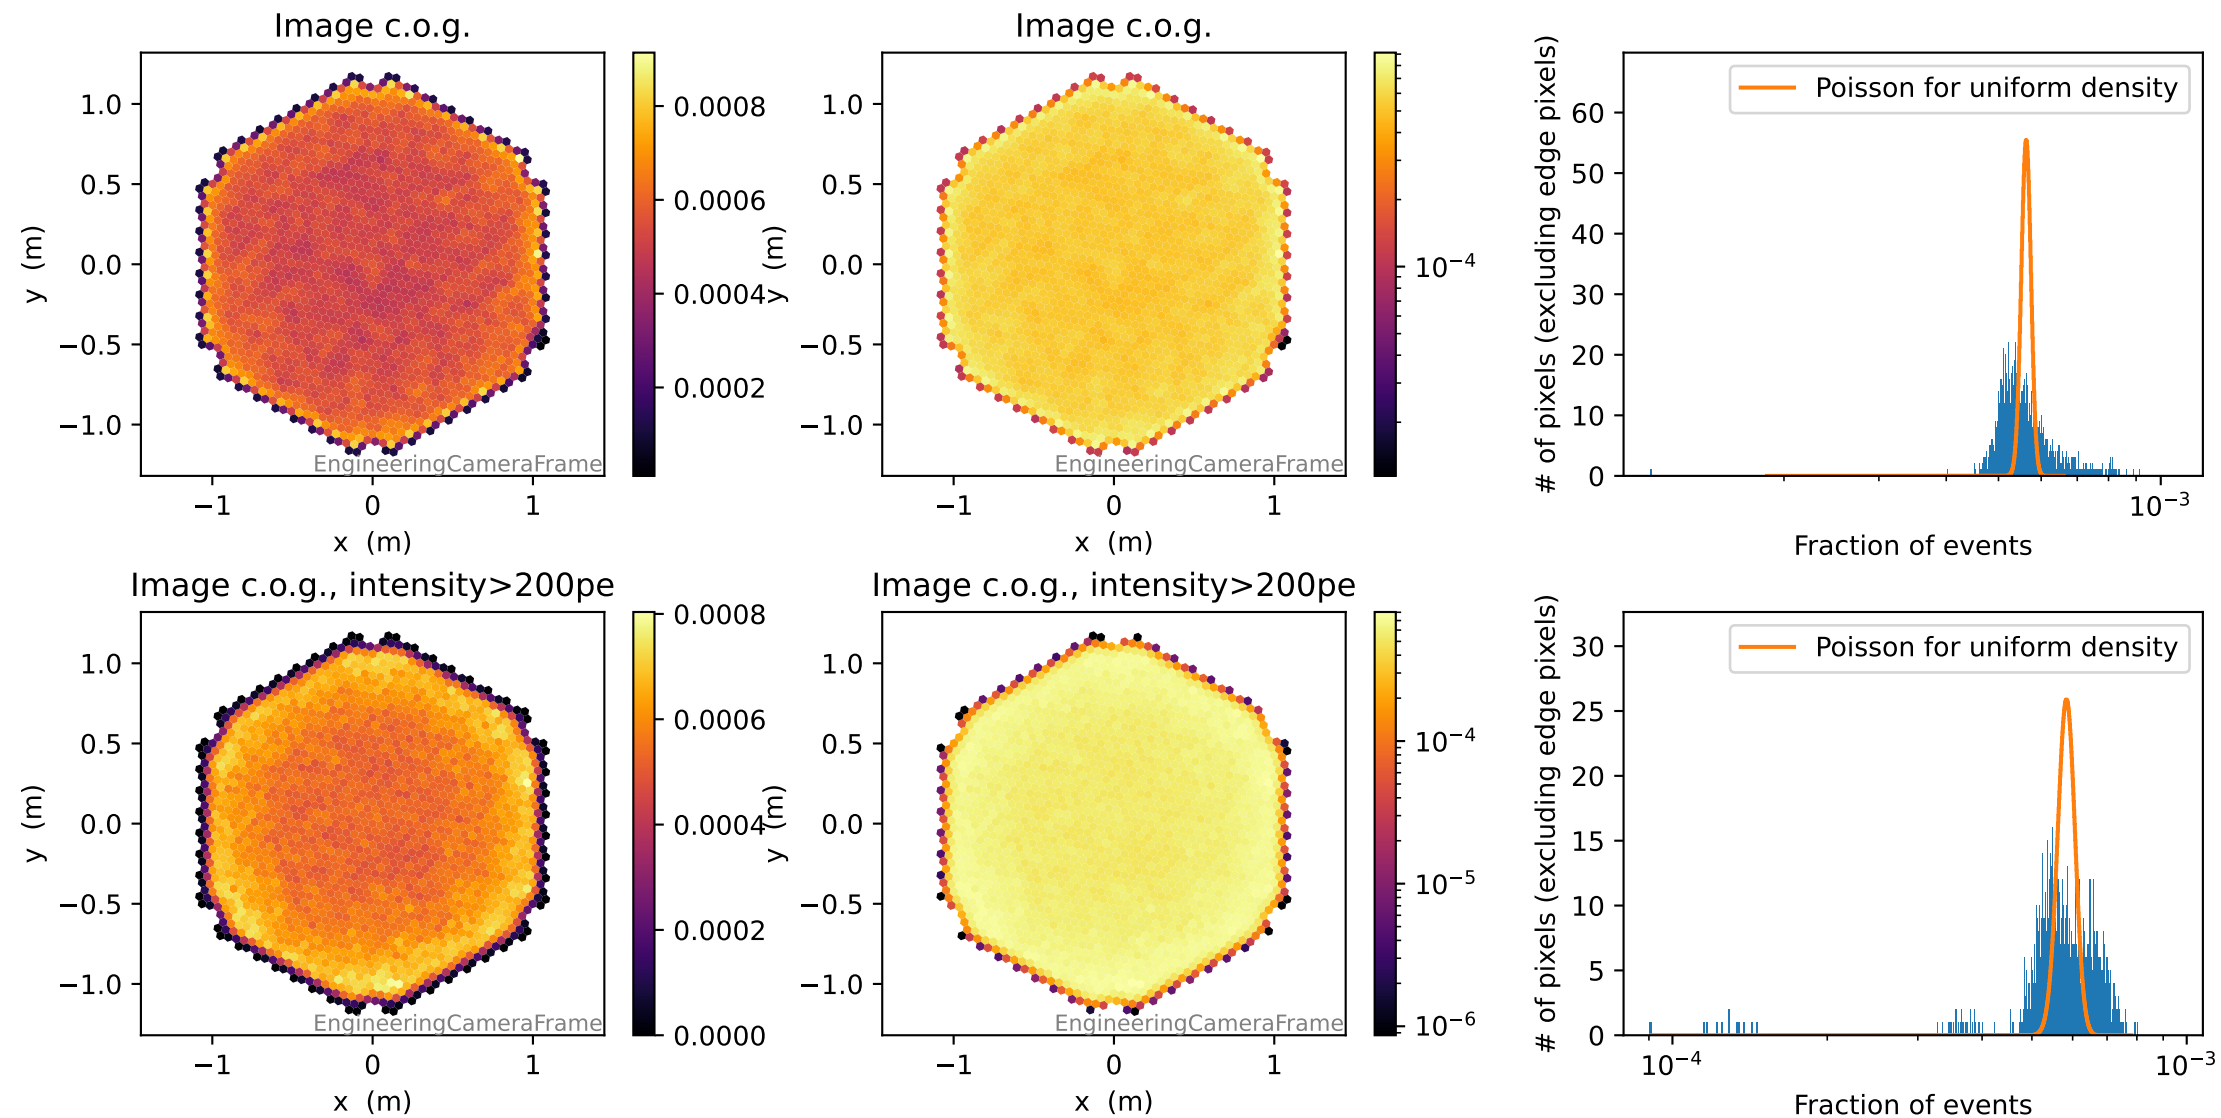 Image c.o.g.
1.0
0.5
0.0
−0.5
−1.0
y (m)
−1
0
1
x (m)
EngineeringCameraFrame
0.0008
0.0006
0.0004
0.0002
Image c.o.g.
1.0
0.5
0.0
−0.5
−1.0
y (m)
−1
0
1
x (m)
EngineeringCameraFrame
10−4
# of pixels (excluding edge pixels)
60
50
40
30
20
10
0
Poisson for uniform density
10−3
Fraction of events
Image c.o.g., intensity>200pe
1.0
0.5
0.0
−0.5
−1.0
y (m)
−1
0
1
x (m)
EngineeringCameraFrame
0.0008
0.0006
0.0004
0.0002
0.0000
Image c.o.g., intensity>200pe
1.0
0.5
0.0
−0.5
−1.0
y (m)
−1
0
1
x (m)
EngineeringCameraFrame
10−4
10−5
10−6
# of pixels (excluding edge pixels)
30
25
20
15
10
5
0
Poisson for uniform density
10−4
10−3
Fraction of events